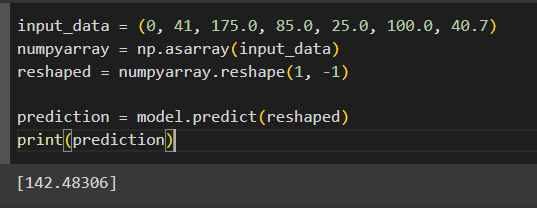 input_data = (0, 41, 175.0, 85.0, 25.0, 100.0, 40.7)
numpyarray = np.asarray(input_data)
reshaped = numpyarray.reshape(1, -1)
prediction = model.predict(reshaped)
print(prediction)
[142.48306]